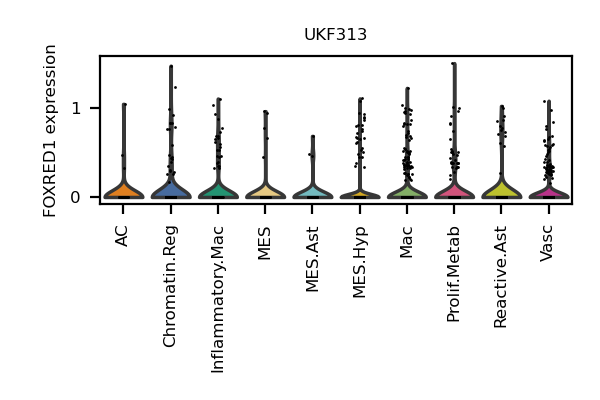 UKF313
FOXRED1 expression
1
0
AC
Chromatin.Reg
Inflammatory.Mac
MES
MES.Ast
MES.Hyp
Mac
Prolif.Metab
Reactive.Ast
Vasc